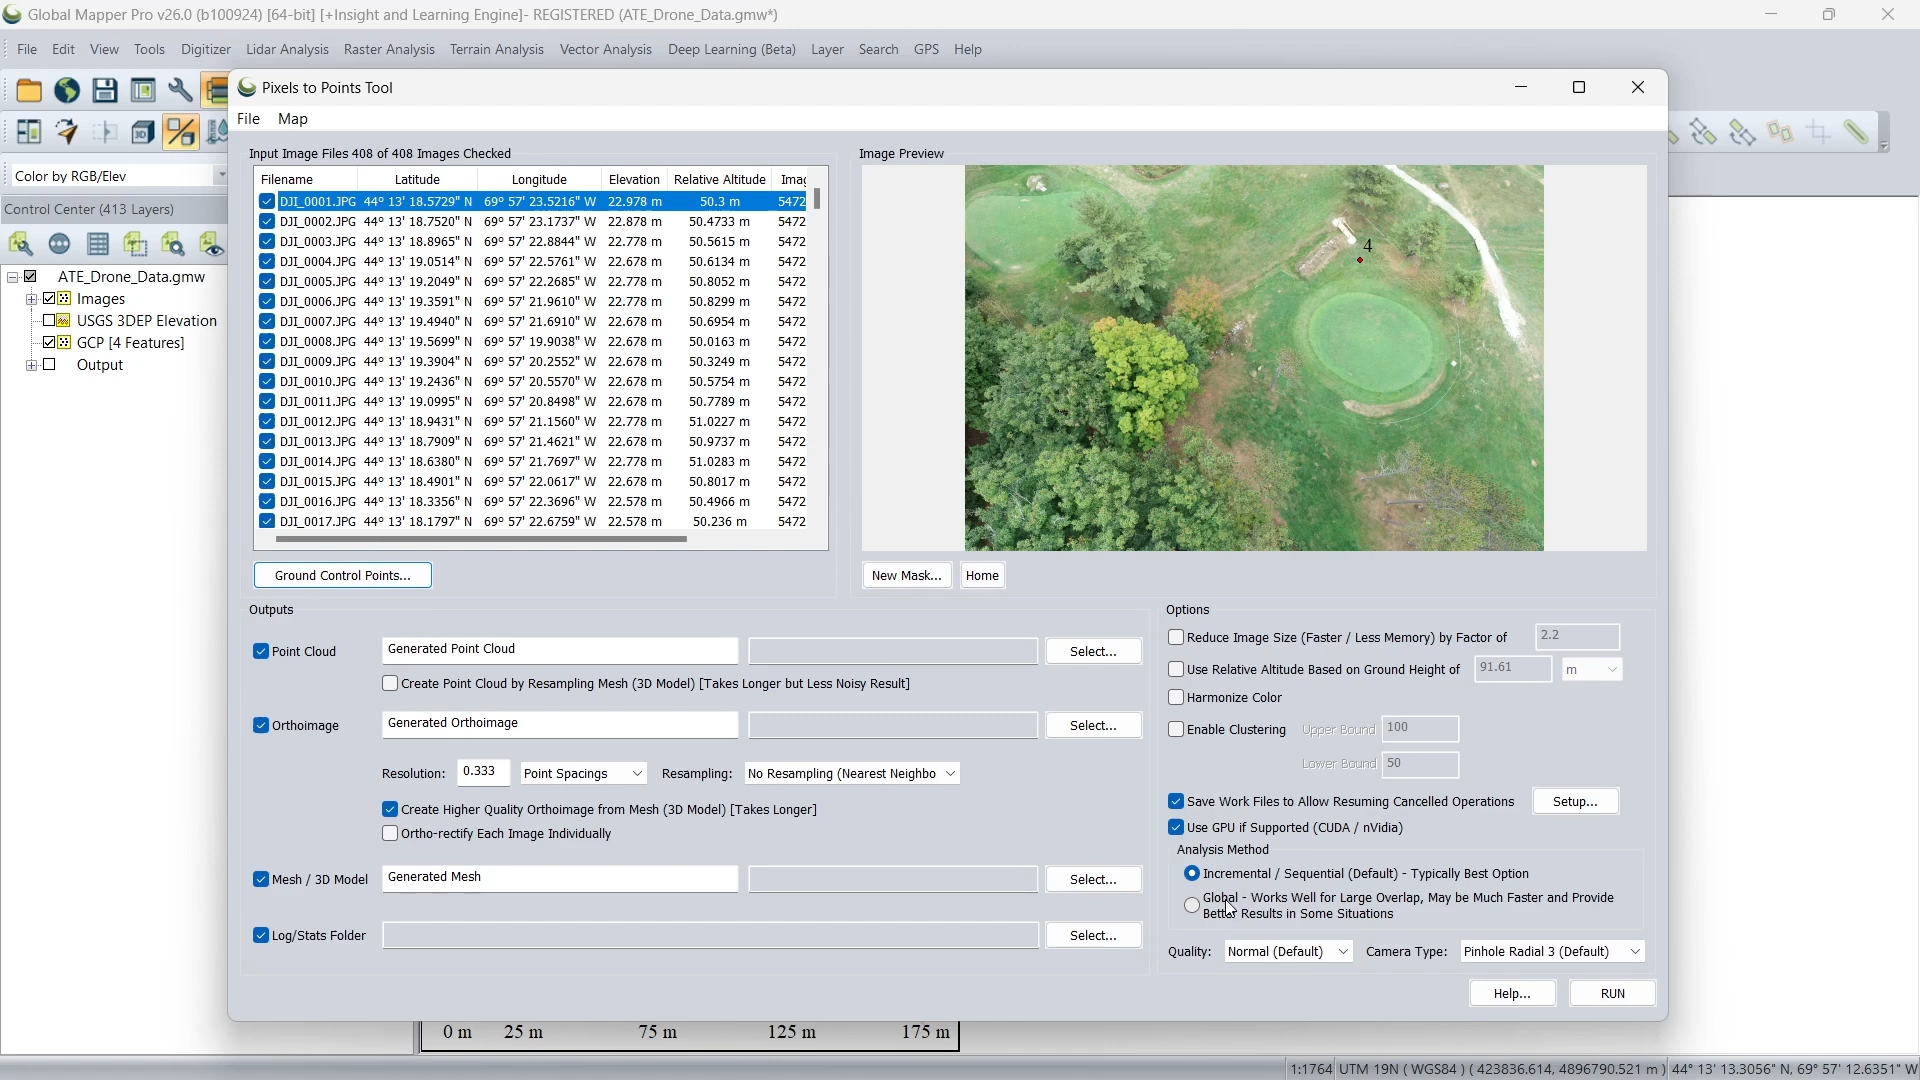 Global Mapper Pro v26.0 (b100924) [64-bit] [+Insight and Learning Engine]- REGISTERED (ATE_Drone_Data.gmw*)
File Edit View Tools Digitizer Lidar Analysis Raster Analysis Terrain Analysis Vector Analysis Deep Learning (Beta) Layer Search GPS Help
Pixels to Points Tool
File Map
Color by RGB/Elev
Control Center (413 Layers)
ATE_Drone_Data.gmw
Images
USGS 3DEP Elevation
GCP [4 Features]
Output
Input Image Files 408 of 408 Images Checked
Filename Latitude Longitude Elevation Relative Altitude Imag
DJI_0001.JPG 44° 13' 18.5729" N 69° 57' 23.5216" W 22.978 m 50.3 m 5472
DJI_0002.JPG 44° 13' 18.7520" N 69° 57' 23.1737" W 22.878 m 50.4733 m 5472
DJI_0003.JPG 44° 13' 18.8965" N 69° 57' 22.8844" W 22.778 m 50.5615 m 5472
DJI_0004.JPG 44° 13' 19.0514" N 69° 57' 22.5761" W 22.678 m 50.6134 m 5472
DJI_0005.JPG 44° 13' 19.2049" N 69° 57' 22.2685" W 22.778 m 50.8052 m 5472
DJI_0006.JPG 44° 13' 19.3591" N 69° 57' 21.9610" W 22.778 m 50.8299 m 5472
DJI_0007.JPG 44° 13' 19.4940" N 69° 57' 21.6910" W 22.678 m 50.6954 m 5472
DJI_0008.JPG 44° 13' 19.5699" N 69° 57' 19.9038" W 22.678 m 50.0163 m 5472
DJI_0009.JPG 44° 13' 19.3904" N 69° 57' 20.2552" W 22.678 m 50.3249 m 5472
DJI_0010.JPG 44° 13' 19.2436" N 69° 57' 20.5570" W 22.678 m 50.5754 m 5472
DJI_0011.JPG 44° 13' 19.0995" N 69° 57' 20.8498" W 22.678 m 50.7789 m 5472
DJI_0012.JPG 44° 13' 18.9431" N 69° 57' 21.1560" W 22.678 m 51.0227 m 5472
DJI_0013.JPG 44° 13' 18.7909" N 69° 57' 21.4621" W 22.678 m 50.9737 m 5472
DJI_0014.JPG 44° 13' 18.6380" N 69° 57' 21.7697" W 22.778 m 51.0283 m 5472
DJI_0015.JPG 44° 13' 18.4901" N 69° 57' 22.0617" W 22.678 m 50.8017 m 5472
DJI_0016.JPG 44° 13' 18.3356" N 69° 57' 22.3696" W 22.578 m 50.4966 m 5472
DJI_0017.JPG 44° 13' 18.1797" N 69° 57' 22.6759" W 22.578 m 50.236 m 5472
Ground Control Points...
Image Preview
4
New Mask... Home
Outputs
Point Cloud Generated Point Cloud Select...
Create Point Cloud by Resampling Mesh (3D Model) [Takes Longer but Less Noisy Result]
Orthoimage Generated Orthoimage Select...
Resolution: 0.333 Point Spacings Resampling: No Resampling (Nearest Neighbo
Create Higher Quality Orthoimage from Mesh (3D Model) [Takes Longer]
Ortho-rectify Each Image Individually
Mesh / 3D Model Generated Mesh Select...
Log/Stats Folder Select...
Options
Reduce Image Size (Faster / Less Memory) by Factor of 2.2
Use Relative Altitude Based on Ground Height of 91.61 m
Harmonize Color
Enable Clustering Upper Bound 100
Lower Bound 50
Save Work Files to Allow Resuming Cancelled Operations Setup...
Use GPU if Supported (CUDA / nVidia)
Analysis Method
Incremental / Sequential (Default) - Typically Best Option
Global - Works Well for Large Overlap, May be Much Faster and Provide
Better Results in Some Situations
Quality: Normal (Default) Camera Type: Pinhole Radial 3 (Default)
Help... RUN
0 m 25 m 75 m 125 m 175 m
1:1764 UTM 19N ( WGS84 ) ( 423836.614, 4896790.521 m ) 44° 13' 13.3056" N, 69° 57' 12.6351" W